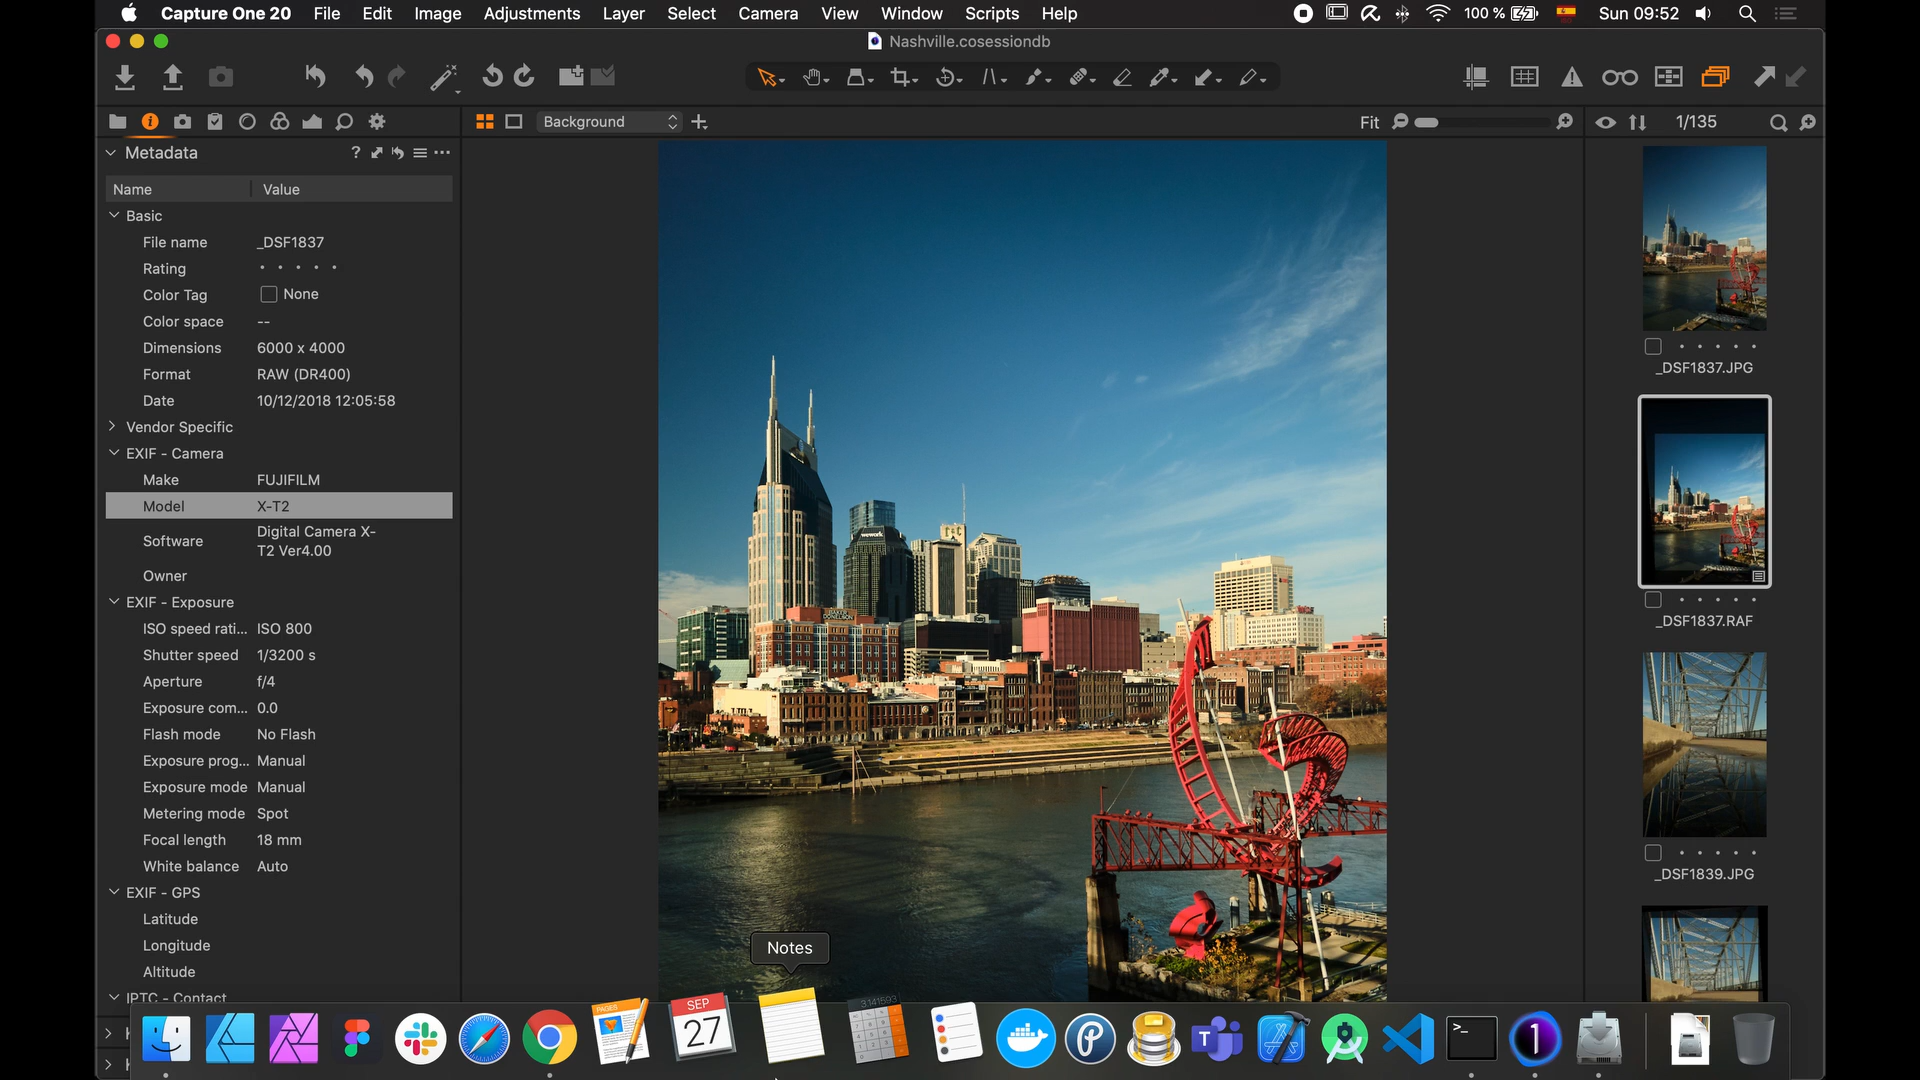 Capture One 20 File Edit Image Adjustments Layer Select Camera View Window Scripts Help 100 % Sun 09:52
Nashville.cosessiondb
Background Fit 1/135
Metadata ?
Name Value
Basic
File name _DSF1837
Rating
Color Tag None
Color space --
Dimensions 6000 x 4000
Format RAW (DR400)
Date 10/12/2018 12:05:58
Vendor Specific
EXIF - Camera
Make FUJIFILM
Model X-T2
Software Digital Camera X-
T2 Ver4.00
Owner
EXIF - Exposure
ISO speed rati... ISO 800
Shutter speed 1/3200 s
Aperture f/4
Exposure com... 0.0
Flash mode No Flash
Exposure prog... Manual
Exposure mode Manual
Metering mode Spot
Focal length 18 mm
White balance Auto
EXIF - GPS
Latitude
Longitude
Altitude
IPTC - Contact
wework
_DSF1837.JPG
_DSF1837.RAF
_DSF1839.JPG
Notes
PAGES
SEP
27
3.141593
1